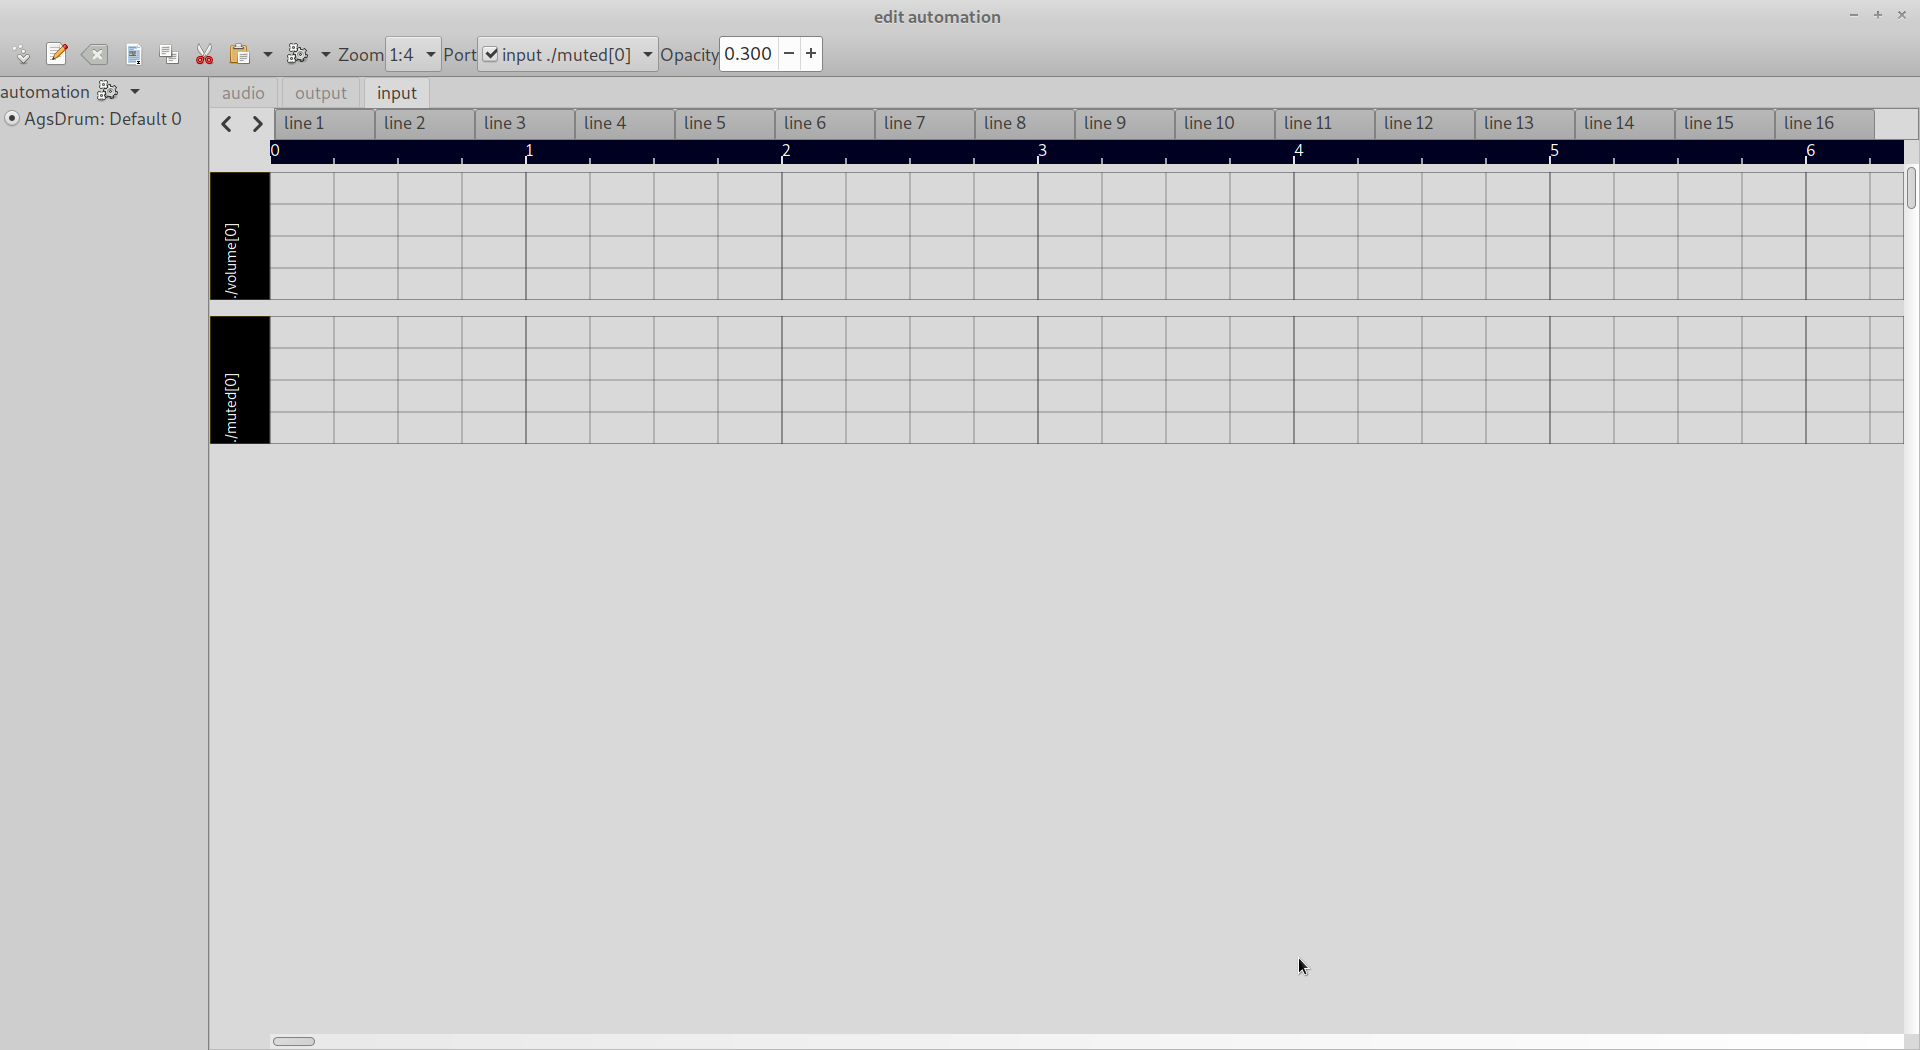 edit automation
Zoom 1:4 Port input ./muted[0] Opacity 0.300
automation
AgsDrum: Default 0
audio output input
line 1 line 2 line 3 line 4 line 5 line 6 line 7 line 8 line 9 line 10 line 11 line 12 line 13 line 14 line 15 line 16
0 1 2 3 4 5 6
./volume[0]
./muted[0]